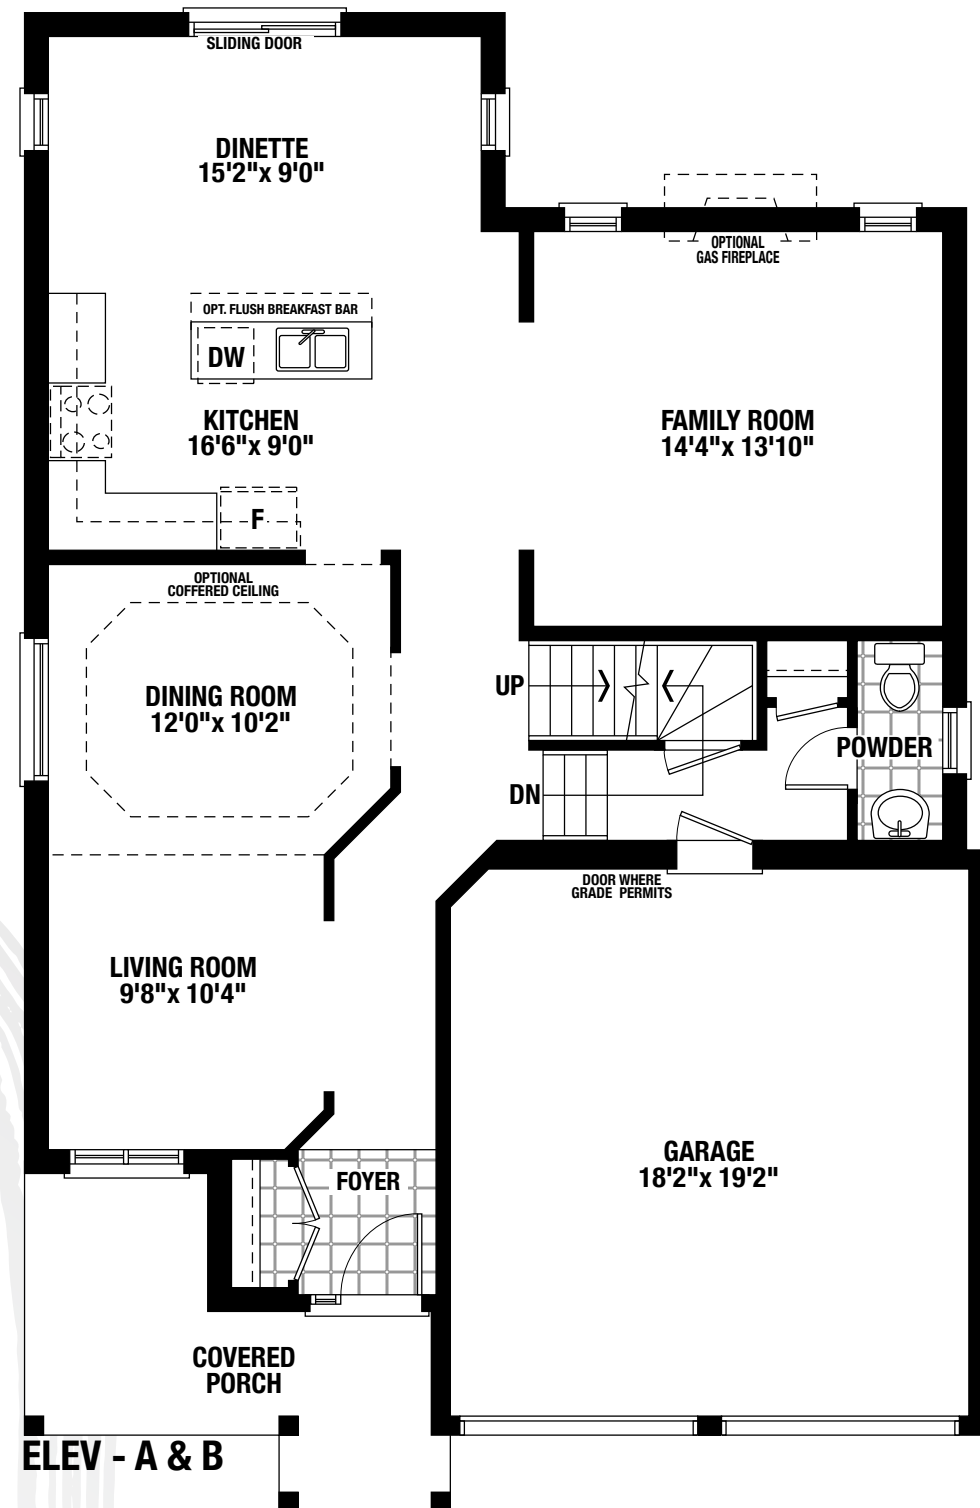 SLIDING DOOR
DINETTE
15'2"x 9'0"
OPTIONAL
GAS FIREPLACE
OPT. FLUSH BREAKFAST BAR
DW
KITCHEN
16'6"x 9'0"
FAMILY ROOM
14'4"x 13'10"
F
OPTIONAL
COFFERED CEILING
DINING ROOM
12'0"x 10'2"
UP
POWDER
DN
DOOR WHERE
GRADE PERMITS
LIVING ROOM
9'8"x 10'4"
GARAGE
18'2"x 19'2"
FOYER
COVERED
PORCH
ELEV - A & B